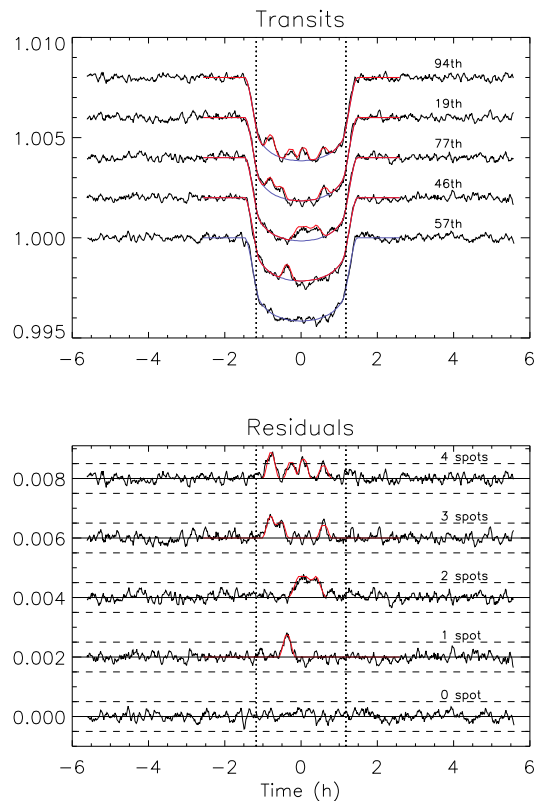 Transits
1.010
1.005
1.000
0.995
94th
19th
77th
46th
57th
−6 −4 −2 0 2 4 6
Residuals
0.008
0.006
0.004
0.002
0.000
4 spots
3 spots
2 spots
1 spot
0 spot
−6 −4 −2 0 2 4 6
Time (h)